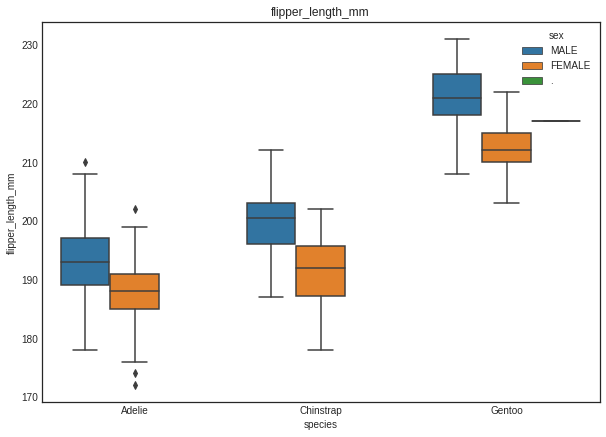 flipper_length_mm
sex
MALE
FEMALE
.
230
220
210
200
190
180
170
flipper_length_mm
Adelie
Chinstrap
Gentoo
species